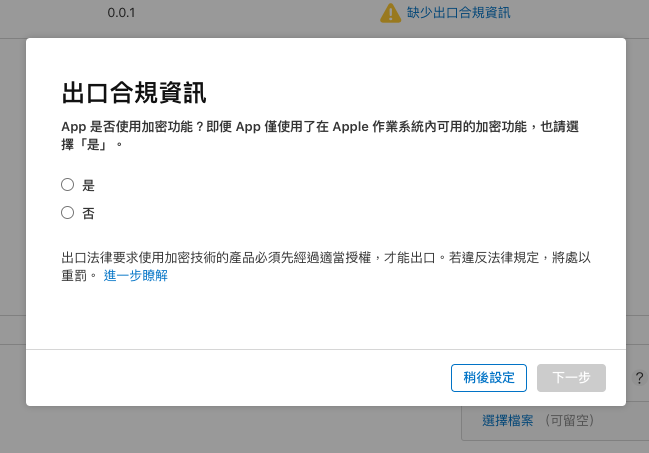 0.0.1
缺少出口合規資訊
出口合規資訊
App 是否使用加密功能？即便 App 僅使用了在 Apple 作業系統內可用的加密功能，也請選
擇「是」。
是
否
出口法律要求使用加密技術的產品必須先經過適當授權，才能出口。若違反法律規定，將處以
重罰。 進一步瞭解
稍後設定 下一步
?
選擇檔案 （可留空）